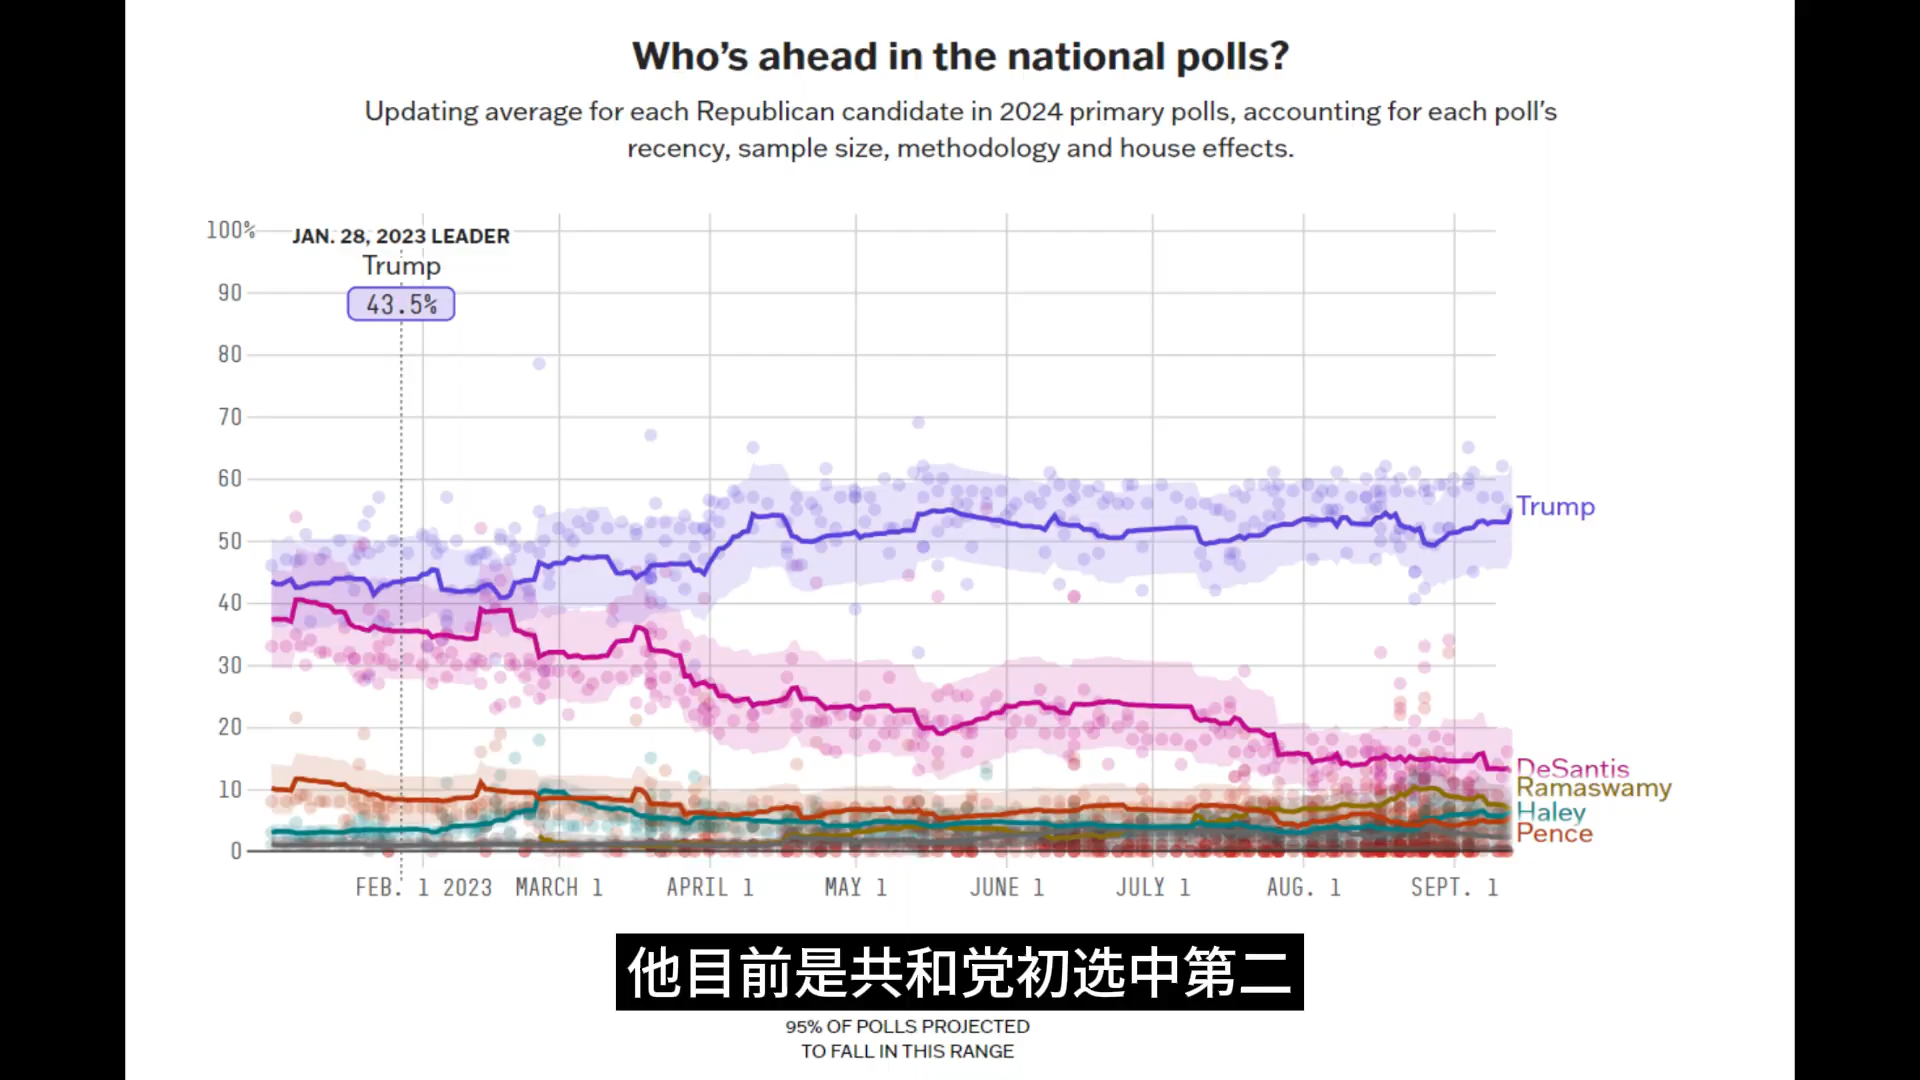 Who's ahead in the national polls?
Updating average for each Republican candidate in 2024 primary polls, accounting for each poll's
recency, sample size, methodology and house effects.
100%
JAN. 28, 2023 LEADER
Trump
43.5%
90
80
70
60
50
40
30
20
10
0
Trump
DeSantis
Ramaswamy
Haley
Pence
FEB. 1 2023 MARCH 1 APRIL 1 MAY 1 JUNE 1 JULY 1 AUG. 1 SEPT. 1
他目前是共和党初选中第二
95% OF POLLS PROJECTED
TO FALL IN THIS RANGE